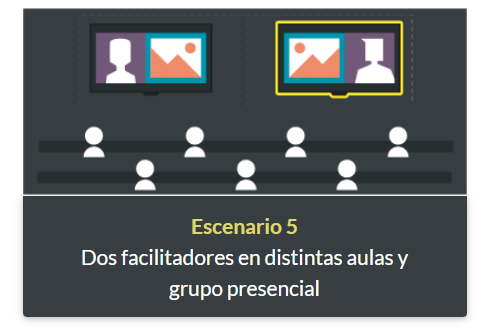 Escenario 5
Dos facilitadores en distintas aulas y
grupo presencial